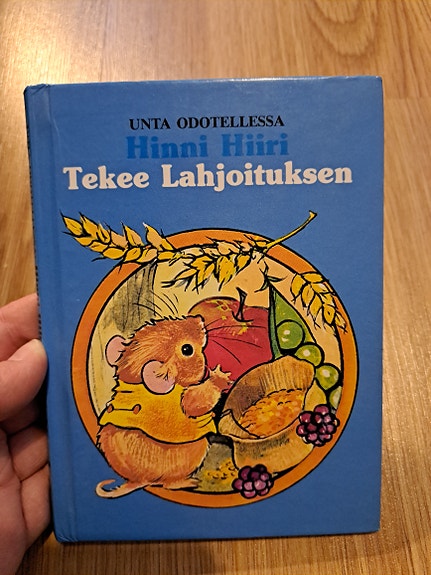 UNTA ODOTELLESSA
Hinni Hiiri
Tekee Lahjoituksen